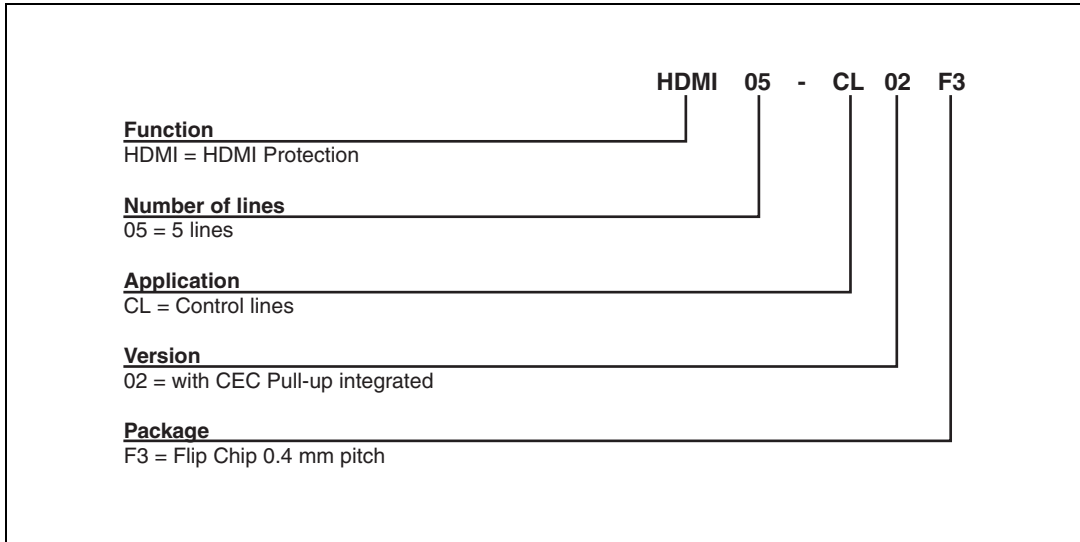 HDMI 05 - CL 02 F3
Function
HDMI = HDMI Protection
Number of lines
05 = 5 lines
Application
CL = Control lines
Version
02 = with CEC Pull-up integrated
Package
F3 = Flip Chip 0.4 mm pitch